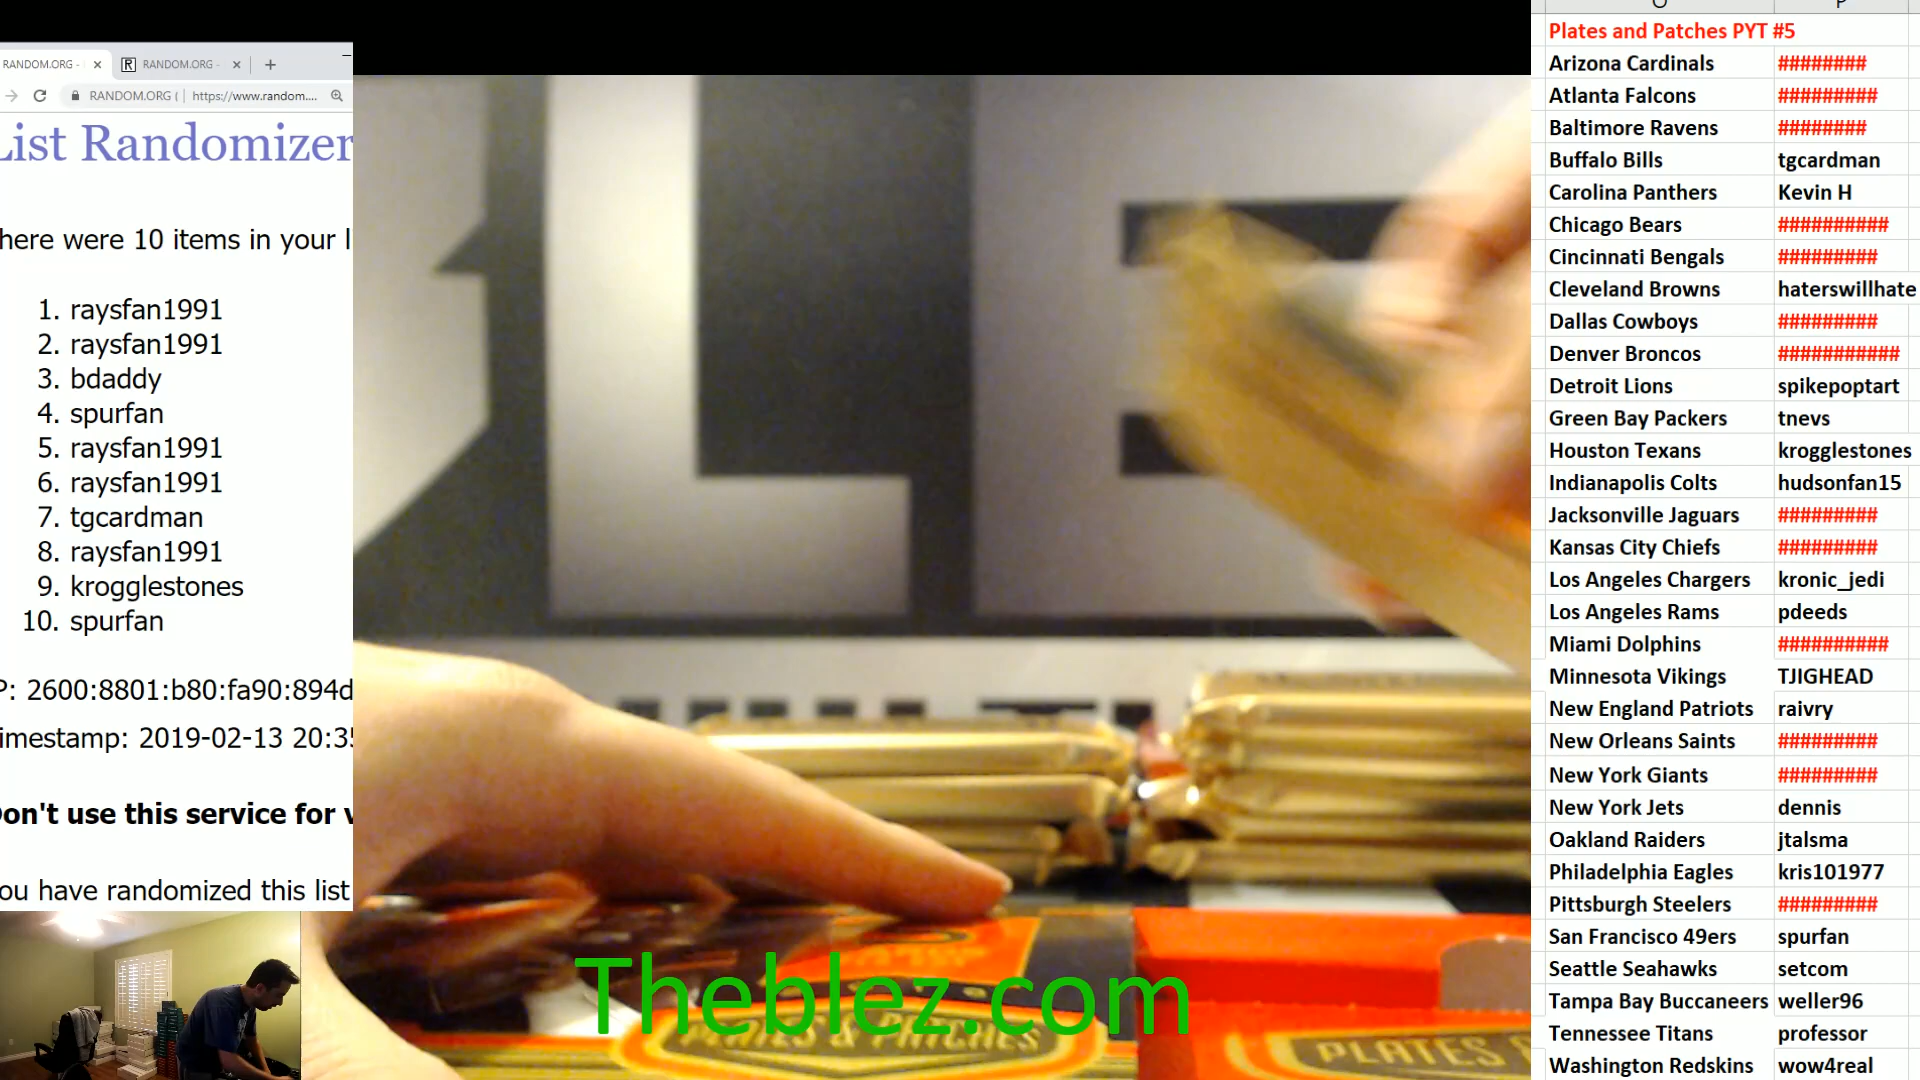 RANDOM.ORG -
RANDOM.ORG -
RANDOM.ORG (
https://www.random....
List Randomizer
here were 10 items in your l
1. raysfan1991
2. raysfan1991
3. bdaddy
4. spurfan
5. raysfan1991
6. raysfan1991
7. tgcardman
8. raysfan1991
9. krogglestones
10. spurfan
P: 2600:8801:b80:fa90:894d
imestamp: 2019-02-13 20:35
on't use this service for v
ou have randomized this list
LE
Theblez.com
PLATES & PATCHES
PLATES &
O P
Plates and Patches PYT #5
Arizona Cardinals ########
Atlanta Falcons #########
Baltimore Ravens ########
Buffalo Bills tgcardman
Carolina Panthers Kevin H
Chicago Bears ##########
Cincinnati Bengals #########
Cleveland Browns haterswillhate
Dallas Cowboys #########
Denver Broncos ###########
Detroit Lions spikepoptart
Green Bay Packers tnevs
Houston Texans krogglestones
Indianapolis Colts hudsonfan15
Jacksonville Jaguars #########
Kansas City Chiefs #########
Los Angeles Chargers kronic_jedi
Los Angeles Rams pdeeds
Miami Dolphins ##########
Minnesota Vikings TJIGHEAD
New England Patriots raivry
New Orleans Saints #########
New York Giants #########
New York Jets dennis
Oakland Raiders jtalsma
Philadelphia Eagles kris101977
Pittsburgh Steelers #########
San Francisco 49ers spurfan
Seattle Seahawks setcom
Tampa Bay Buccaneers weller96
Tennessee Titans professor
Washington Redskins wow4real